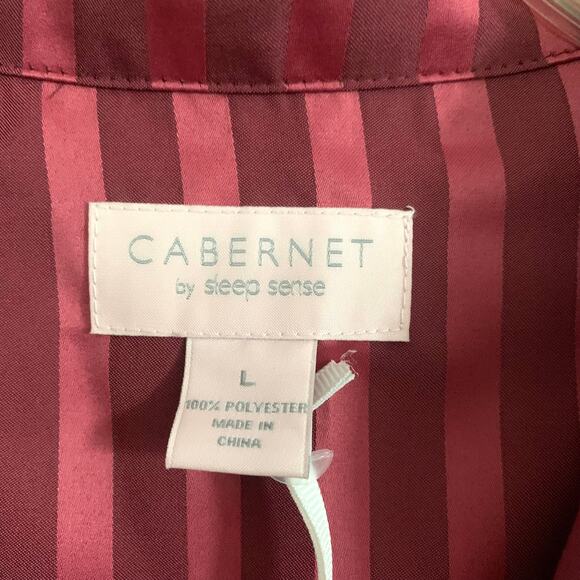 CABERNET
by sleep sense
L
100% POLYESTER
MADE IN
CHINA